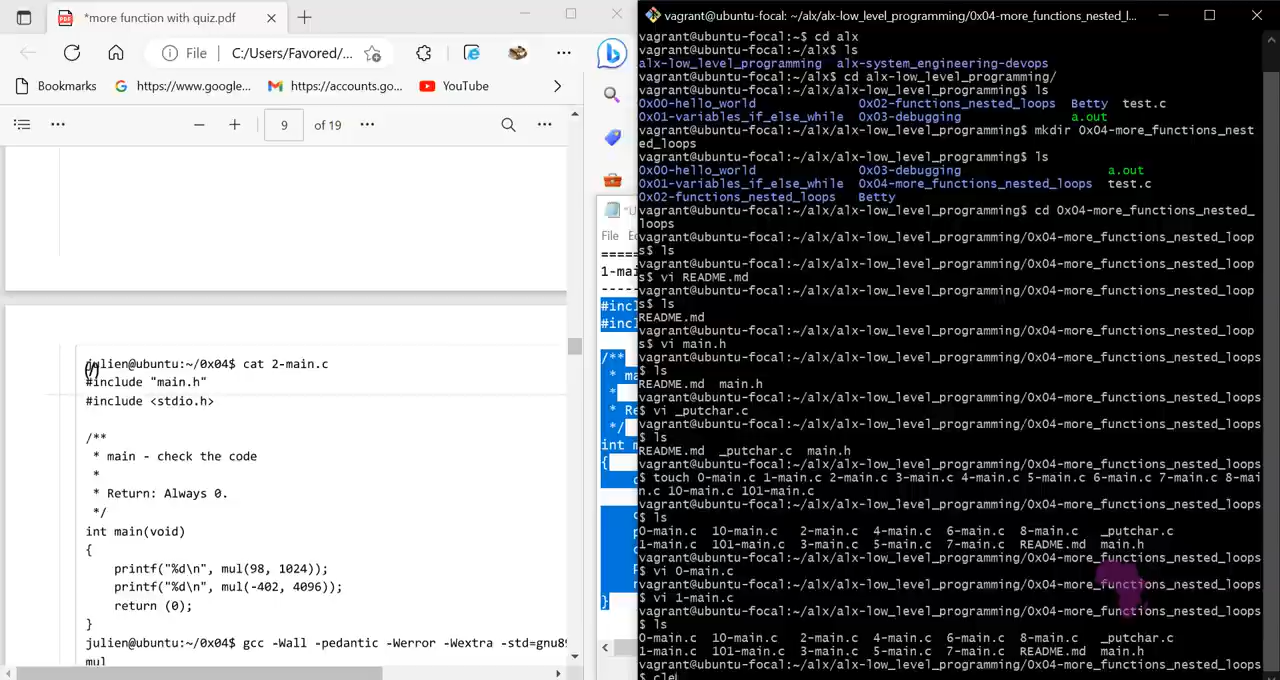 *more function with quiz.pdf
File C:/Users/Favored/...
Bookmarks https://www.google... https://accounts.go... YouTube
9 of 19
julien@ubuntu:~/0x04$ cat 2-main.c
(/)
#include "main.h"
#include <stdio.h>
/**
* main - check the code
*
* Return: Always 0.
*/
int main(void)
{
printf("%d\n", mul(98, 1024));
printf("%d\n", mul(-402, 4096));
return (0);
}
julien@ubuntu:~/0x04$ gcc -Wall -pedantic -Werror -Wextra -std=gnu89
mul
File
1-mai
#incl
#incl
/**
* ma
*
* Re
*/
int m
{
}
vagrant@ubuntu-focal: ~/alx/alx-low_level_programming/0x04-more_functions_nested_l...
vagrant@ubuntu-focal:~$ cd alx
vagrant@ubuntu-focal:~/alx$ ls
alx-low_level_programming alx-system_engineering-devops
vagrant@ubuntu-focal:~/alx$ cd alx-low_level_programming/
vagrant@ubuntu-focal:~/alx/alx-low_level_programming$ ls
0x00-hello_world 0x02-functions_nested_loops Betty test.c
0x01-variables_if_else_while 0x03-debugging a.out
vagrant@ubuntu-focal:~/alx/alx-low_level_programming$ mkdir 0x04-more_functions_nest
ed_loops
vagrant@ubuntu-focal:~/alx/alx-low_level_programming$ ls
0x00-hello_world 0x03-debugging a.out
0x01-variables_if_else_while 0x04-more_functions_nested_loops test.c
0x02-functions_nested_loops Betty
vagrant@ubuntu-focal:~/alx/alx-low_level_programming$ cd 0x04-more_functions_nested_
loops
vagrant@ubuntu-focal:~/alx/alx-low_level_programming/0x04-more_functions_nested_loop
s$ ls
vagrant@ubuntu-focal:~/alx/alx-low_level_programming/0x04-more_functions_nested_loop
s$ vi README.md
vagrant@ubuntu-focal:~/alx/alx-low_level_programming/0x04-more_functions_nested_loop
s$ ls
README.md
vagrant@ubuntu-focal:~/alx/alx-low_level_programming/0x04-more_functions_nested_loop
s$ vi main.h
vagrant@ubuntu-focal:~/alx/alx-low_level_programming/0x04-more_functions_nested_loops
$ ls
README.md main.h
vagrant@ubuntu-focal:~/alx/alx-low_level_programming/0x04-more_functions_nested_loops
$ vi _putchar.c
vagrant@ubuntu-focal:~/alx/alx-low_level_programming/0x04-more_functions_nested_loops
$ ls
README.md _putchar.c main.h
vagrant@ubuntu-focal:~/alx/alx-low_level_programming/0x04-more_functions_nested_loops
$ touch 0-main.c 1-main.c 2-main.c 3-main.c 4-main.c 5-main.c 6-main.c 7-main.c 8-mai
n.c 10-main.c 101-main.c
vagrant@ubuntu-focal:~/alx/alx-low_level_programming/0x04-more_functions_nested_loops
$ ls
0-main.c 10-main.c 2-main.c 4-main.c 6-main.c 8-main.c _putchar.c
1-main.c 101-main.c 3-main.c 5-main.c 7-main.c README.md main.h
vagrant@ubuntu-focal:~/alx/alx-low_level_programming/0x04-more_functions_nested_loops
$ vi 0-main.c
vagrant@ubuntu-focal:~/alx/alx-low_level_programming/0x04-more_functions_nested_loops
$ vi 1-main.c
vagrant@ubuntu-focal:~/alx/alx-low_level_programming/0x04-more_functions_nested_loops
$ ls
0-main.c 10-main.c 2-main.c 4-main.c 6-main.c 8-main.c _putchar.c
1-main.c 101-main.c 3-main.c 5-main.c 7-main.c README.md main.h
vagrant@ubuntu-focal:~/alx/alx-low_level_programming/0x04-more_functions_nested_loops
$ cle